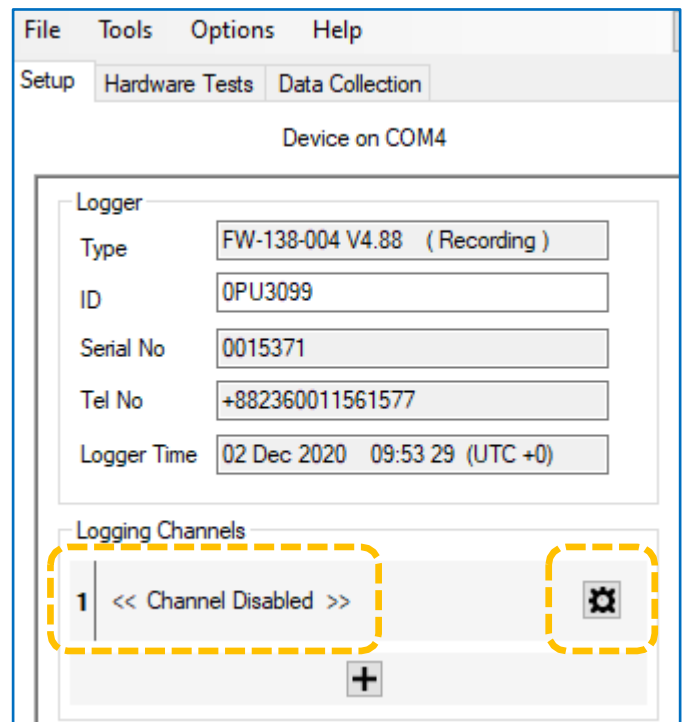 File Tools Options Help
Setup Hardware Tests Data Collection
Device on COM4
Logger
Type FW-138-004 V4.88 ( Recording )
ID 0PU3099
Serial No 0015371
Tel No +882360011561577
Logger Time 02 Dec 2020 09:53 29 (UTC +0)
Logging Channels
1 << Channel Disabled >>
+